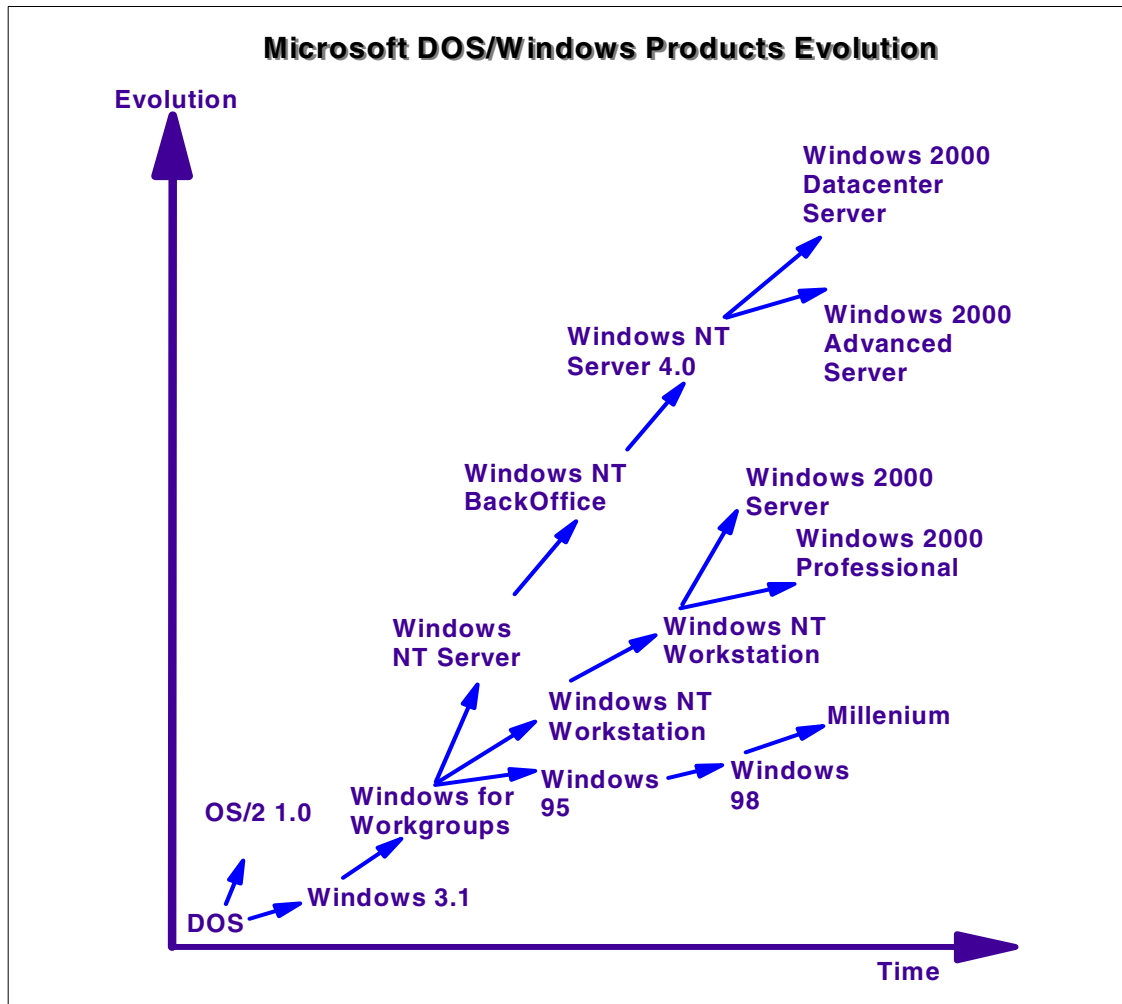 Microsoft DOS/Windows Products Evolution
Evolution
Windows 2000
Datacenter
Server
Windows 2000
Advanced
Server
Windows NT
Server 4.0
Windows NT
BackOffice
Windows 2000
Server
Windows 2000
Professional
Windows
NT Server
Windows NT
Workstation
Windows NT
Workstation
Millenium
Windows
95
Windows
98
Windows for
Workgroups
OS/2 1.0
Windows 3.1
DOS
Time